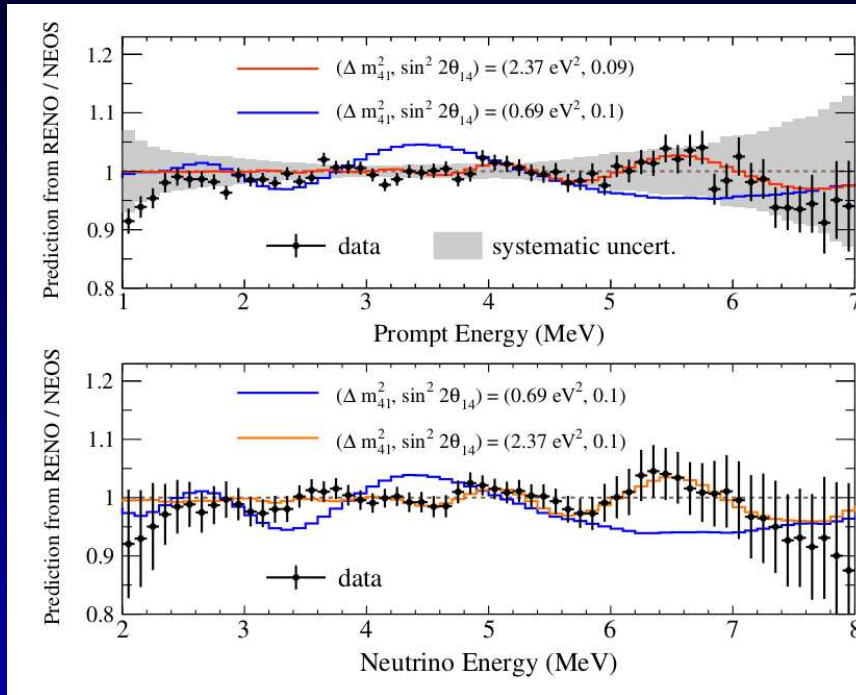 Prediction from RENO / NEOS
1.2
1.1
1
0.9
0.8
(Δ m²₄₁, sin² 2θ₁₄) = (2.37 eV², 0.09)
(Δ m²₄₁, sin² 2θ₁₄) = (0.69 eV², 0.1)
data
systematic uncert.
1 2 3 4 5 6 7
Prompt Energy (MeV)
Prediction from RENO / NEOS
1.2
1.1
1
0.9
0.8
(Δ m²₄₁, sin² 2θ₁₄) = (0.69 eV², 0.1)
(Δ m²₄₁, sin² 2θ₁₄) = (2.37 eV², 0.1)
data
2 3 4 5 6 7 8
Neutrino Energy (MeV)